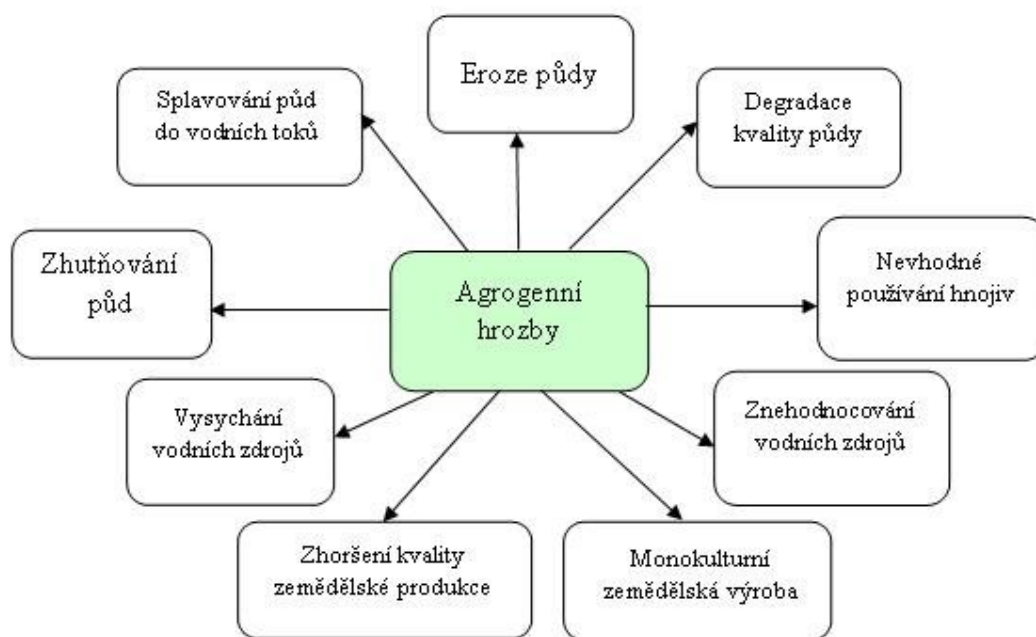 Eroze půdy
Splavování půd
do vodních toků
Degradace
kvality půdy
Zhutňování
půd
Agrogenní
hrozby
Nevhodné
používání hnojiv
Vysychání
vodních zdrojů
Znehodnocování
vodních zdrojů
Zhoršení kvality
zemědělské produkce
Monokulturní
zemědělská výroba